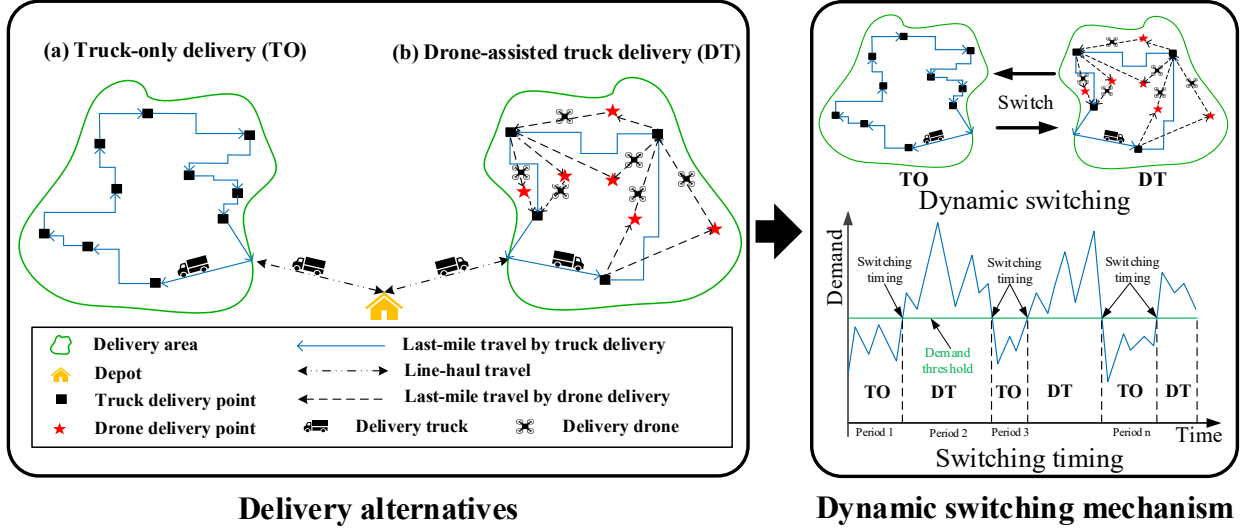 (a) Truck-only delivery (TO)
(b) Drone-assisted truck delivery (DT)
Delivery area
Depot
Truck delivery point
Drone delivery point
Last-mile travel by truck delivery
Line-haul travel
Last-mile travel by drone delivery
Delivery truck
Delivery drone
Delivery alternatives
Switch
TO
DT
Dynamic switching
Demand
Switching
timing
Switching
timing
Switching
timing
Demand
threshold
TO
DT
TO
DT
TO
DT
Period 1
Period 2
Period 3
Period n
Time
Switching timing
Dynamic switching mechanism